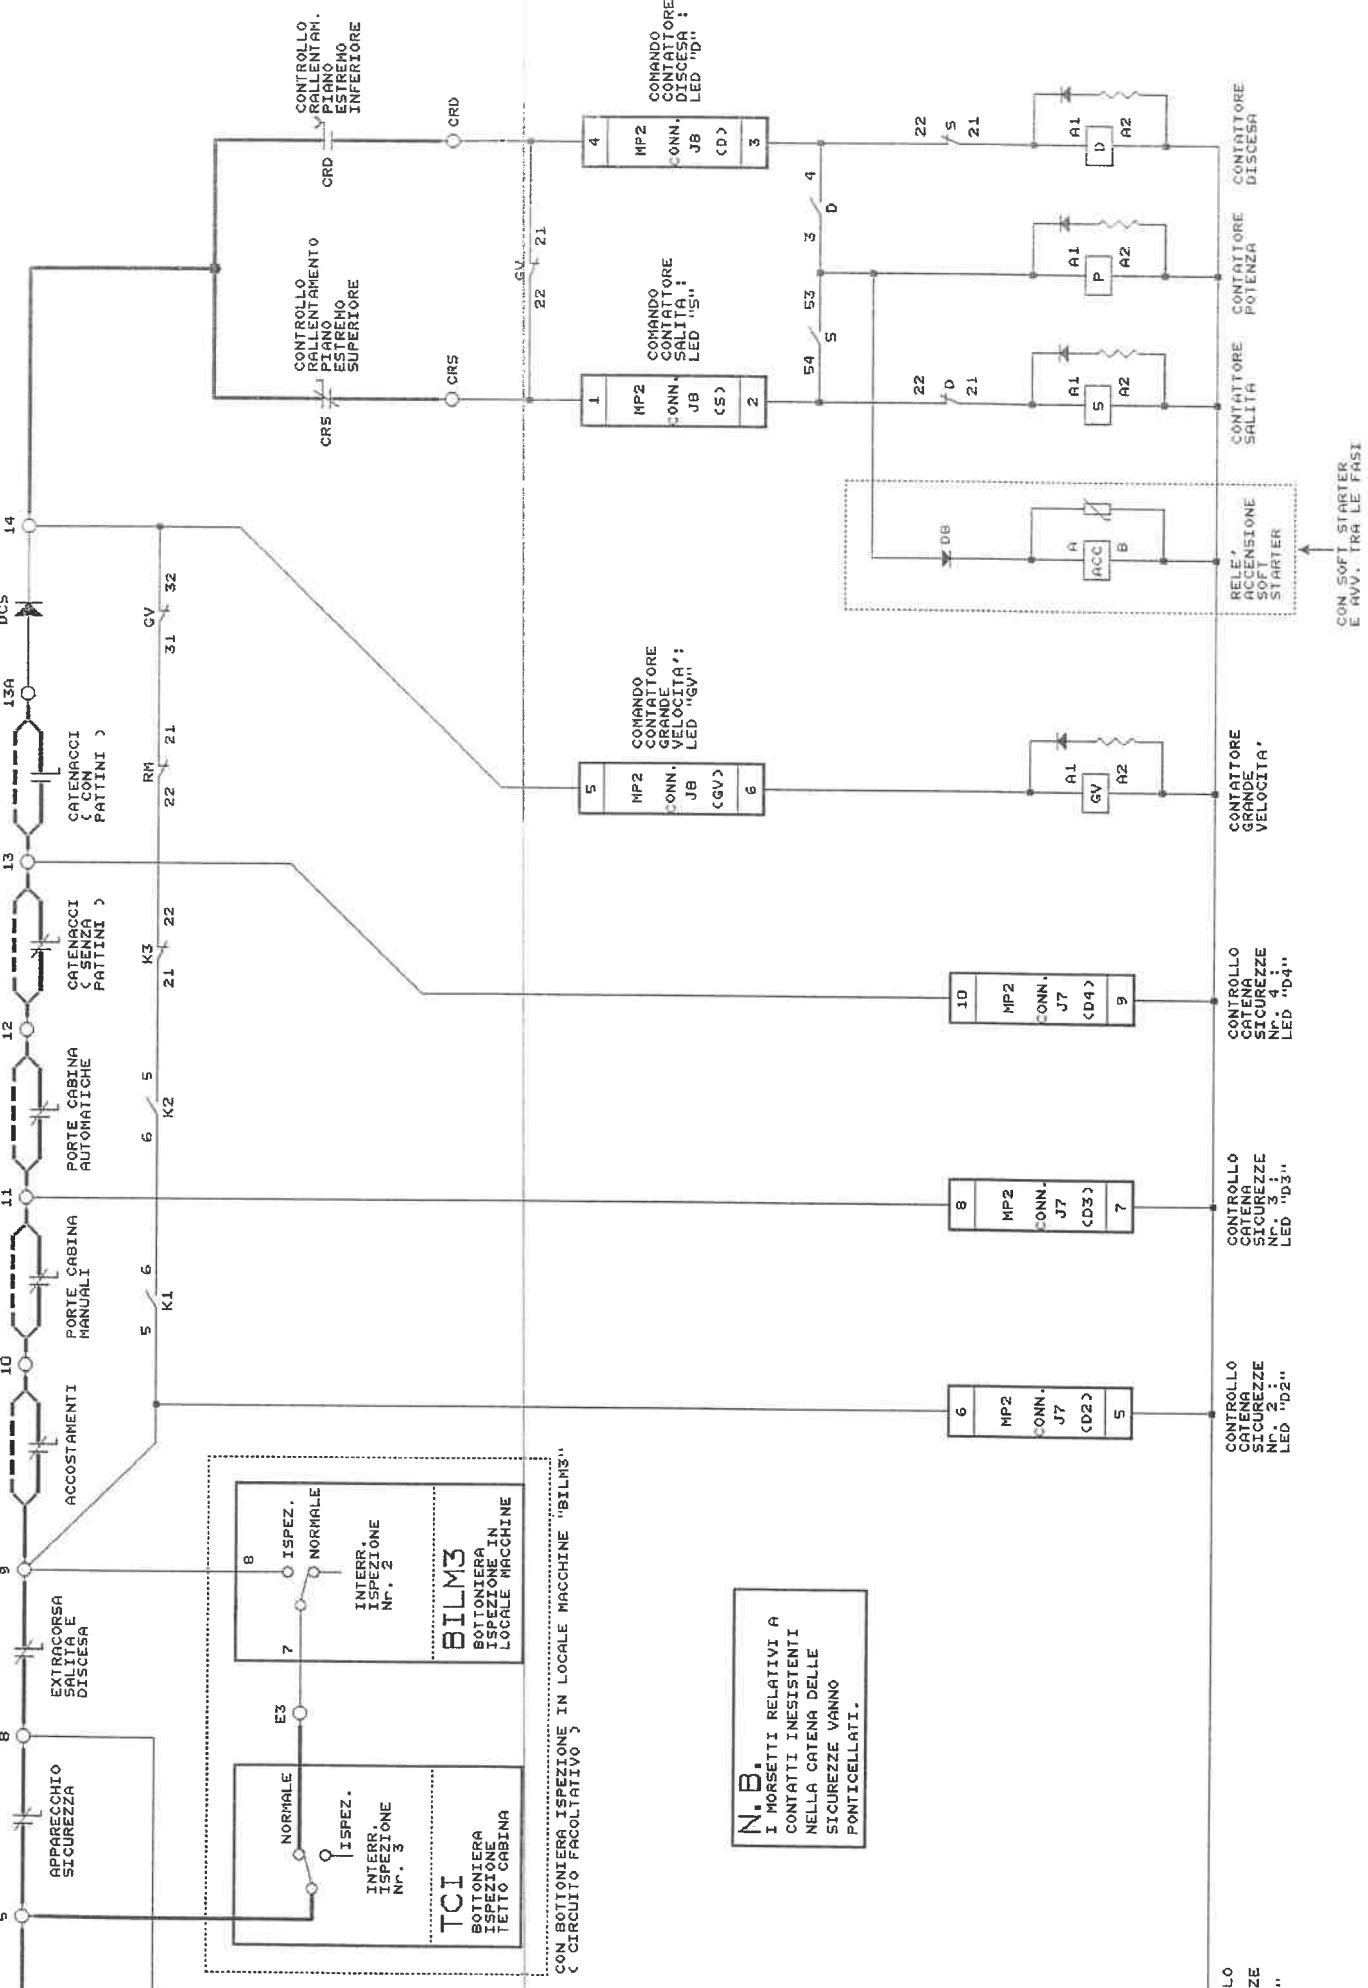 5
APPARECCHIO
SICUREZZA
8
EXTRACORSA
SALITA E
DISCESA
9
ACCOSTAMENTI
10
PORTE CABINA
MANUALI
11
PORTE CABINA
AUTOMATICHE
12
CATENACCI
( SENZA
PATTINI )
13
CATENACCI
( CON
PATTINI )
13A
DCS
14
5
K1
6
6
K2
5
21
K3
22
22
RM
21
31
GV
32
TCI
BOTTONIERA
ISPEZIONE
TETTO CABINA
NORMALE
ISPEZ.
INTERR.
ISPEZIONE
Nr. 3
E3
7
8
ISPEZ.
NORMALE
INTERR.
ISPEZIONE
Nr. 2
BILM3
BOTTONIERA
ISPEZIONE IN
LOCALE MACCHINE
CON BOTTONIERA ISPEZIONE IN LOCALE MACCHINE "BILM3"
( CIRCUITO FACOLTATIVO )
N.B.
I MORSETTI RELATIVI A
CONTATTI INESISTENTI
NELLA CATENA DELLE
SICUREZZE VANNO
PONTICELLATI.
CRS
CONTROLLO
RALLENTAMENTO
PIANO
ESTREMO
SUPERIORE
CRS
CRD
CONTROLLO
RALLENTAM.
PIANO
ESTREMO
INFERIORE
CRD
22
GV
21
COMANDO
CONTATTORE
GRANDE
VELOCITA':
LED "GV"
5
MP2
CONN.
J8
(GV)
6
COMANDO
CONTATTORE
SALITA :
LED "S"
1
MP2
CONN.
J8
(S)
2
COMANDO
CONTATTORE
DISCESA :
LED "D"
4
MP2
CONN.
J8
(D)
3
54
S
53
3
D
4
22
D
21
22
S
21
6
MP2
CONN.
J7
(D2)
5
8
MP2
CONN.
J7
(D3)
7
10
MP2
CONN.
J7
(D4)
9
A1
GV
A2
DB
A
ACC
B
A1
S
A2
A1
P
A2
A1
D
A2
LO
ZE
"
CONTROLLO
CATENA
SICUREZZE
Nr. 2 :
LED "D2"
CONTROLLO
CATENA
SICUREZZE
Nr. 3 :
LED "D3"
CONTROLLO
CATENA
SICUREZZE
Nr. 4 :
LED "D4"
CONTATTORE
GRANDE
VELOCITA'
RELE'
ACCENSIONE
SOFT
STARTER
CONTATTORE
SALITA
CONTATTORE
POTENZA
CONTATTORE
DISCESA
CON SOFT STARTER
E AVV. TRA LE FASI